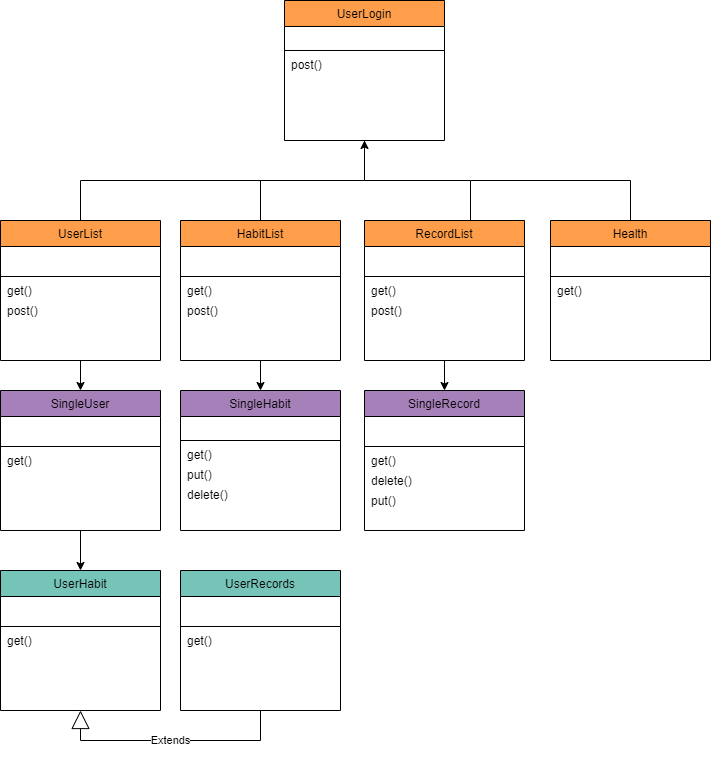 UserLogin
post()
UserList
get()
post()
HabitList
get()
post()
RecordList
get()
post()
Health
get()
SingleUser
get()
SingleHabit
get()
put()
delete()
SingleRecord
get()
delete()
put()
UserHabit
get()
UserRecords
get()
Extends